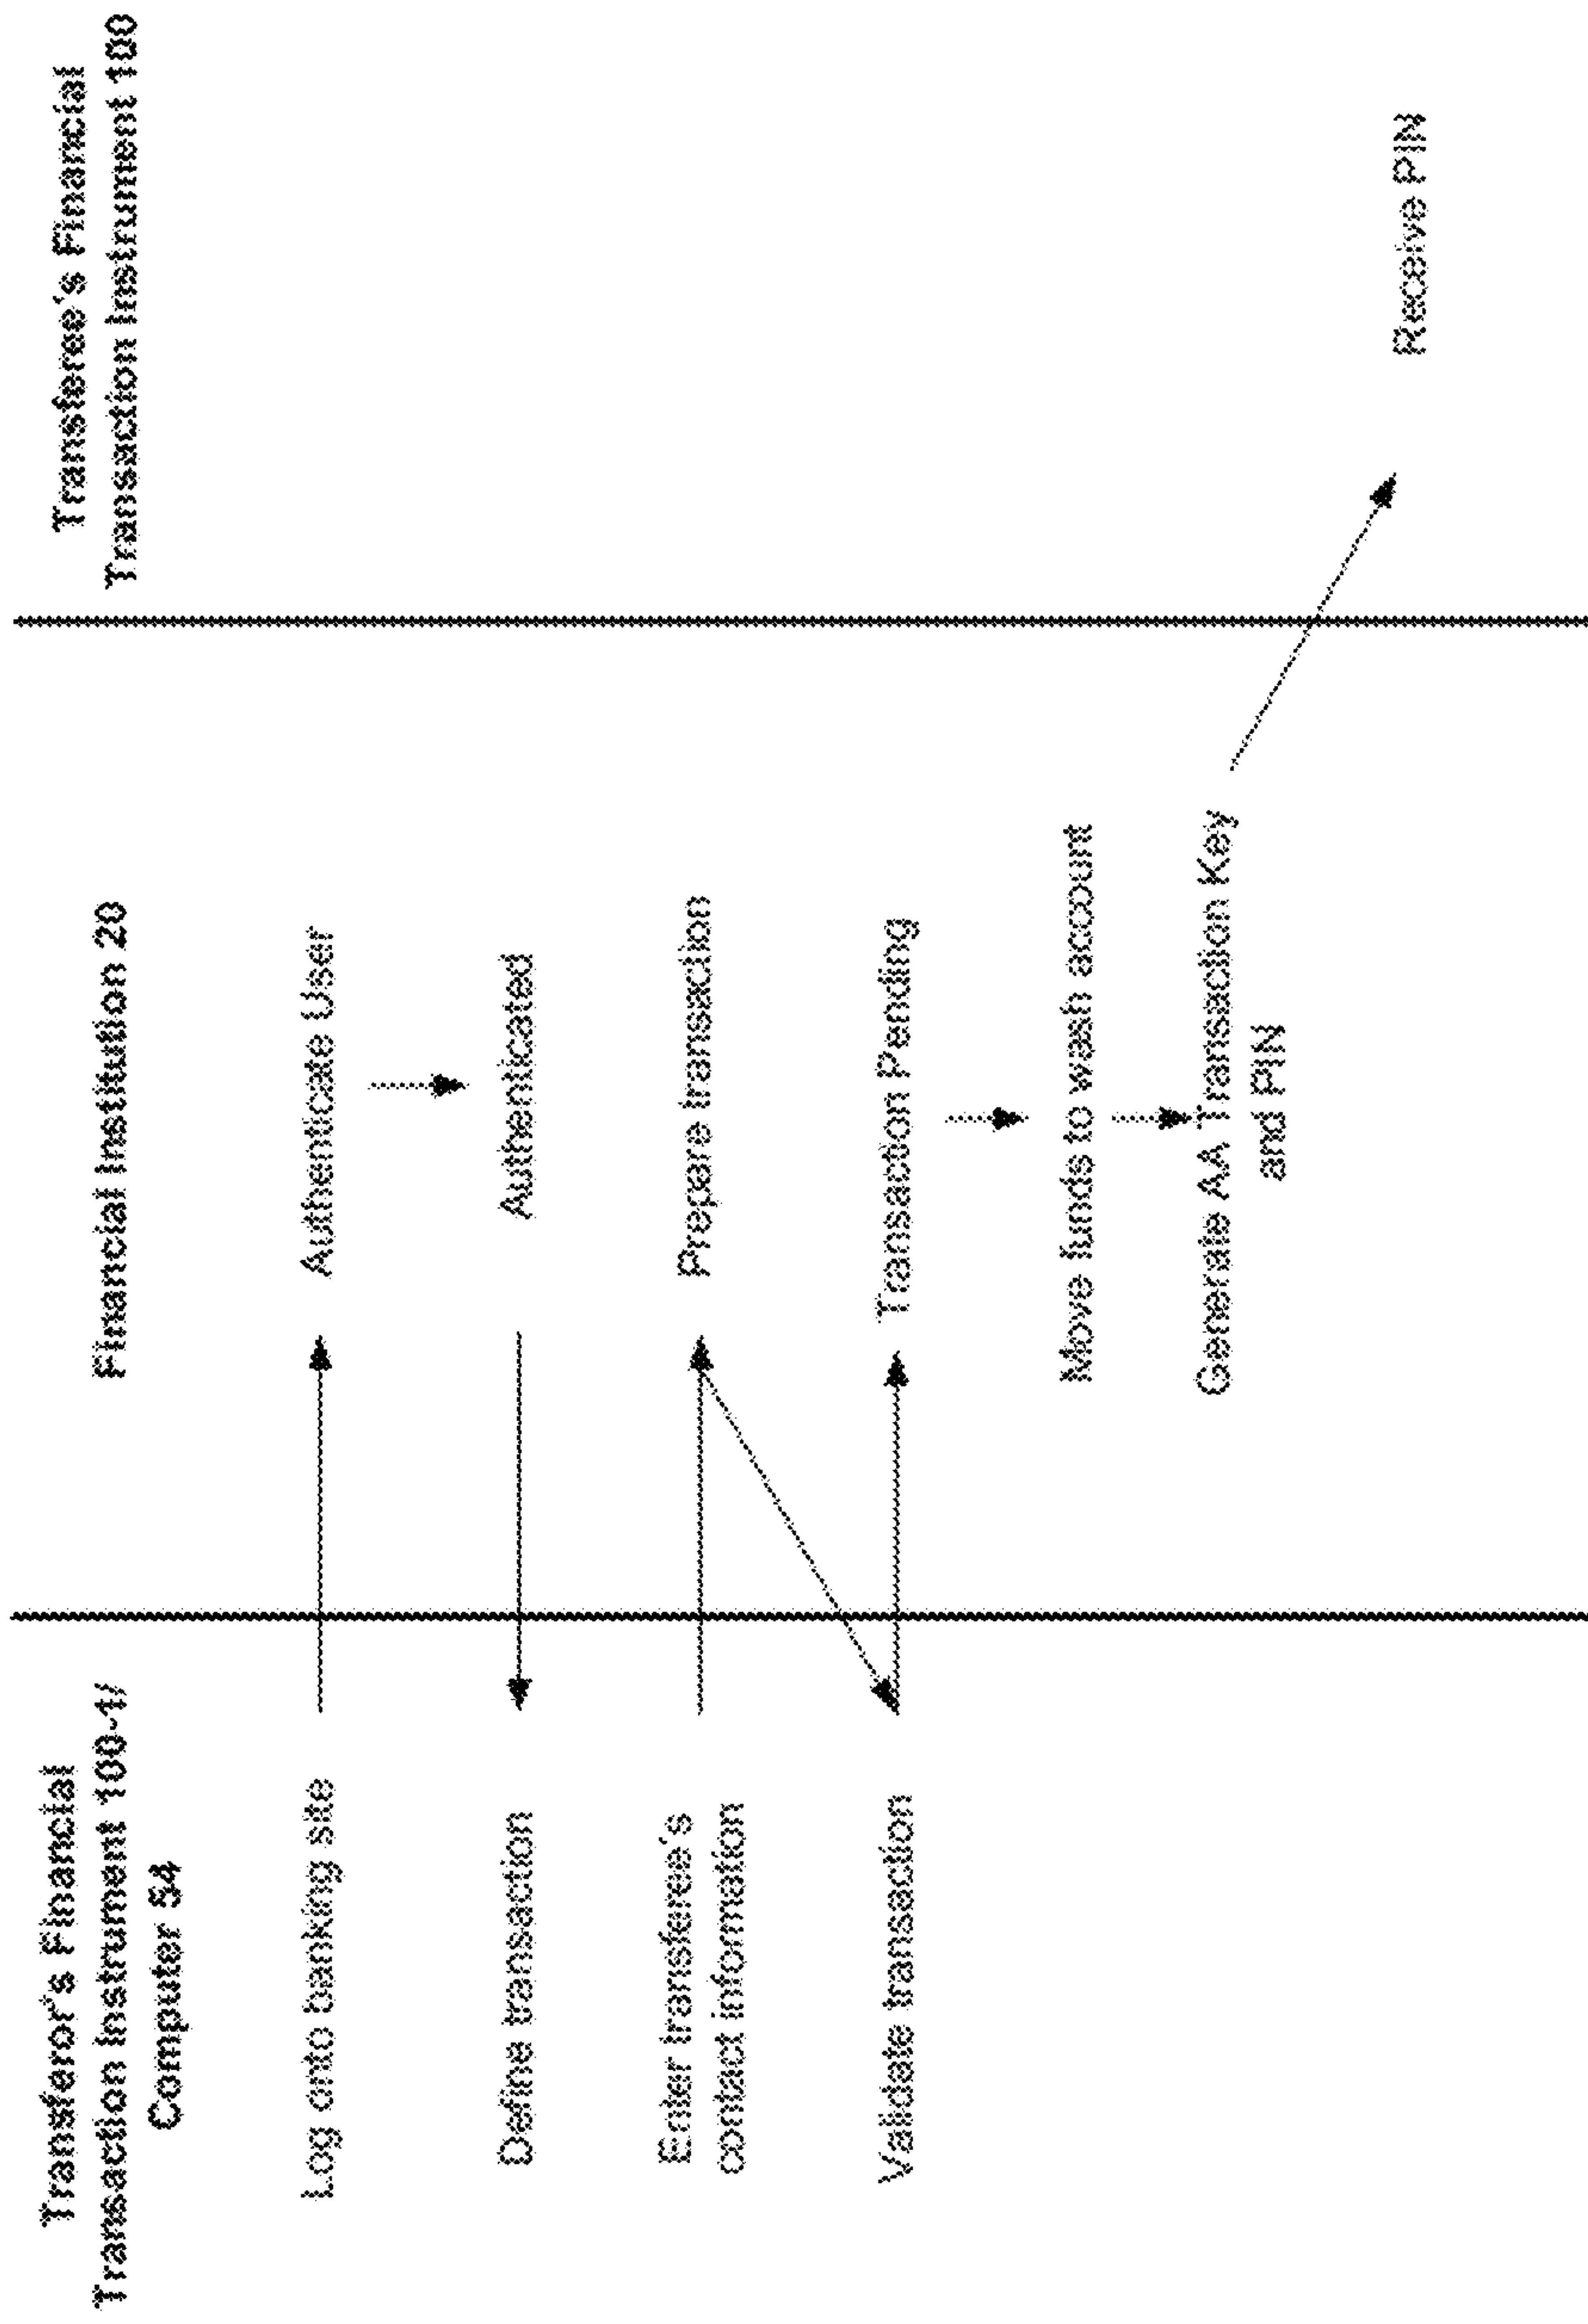 Transferor's Financial
Transaction Instrument 100-1/
Computer 54
Financial Institution 20
Transferee's Financial
Transaction Instrument 100
Log onto banking site
Authenticate User
Define transaction
Authenticated
Enter transferee's
contact information
Prepare transaction
Validate transaction
Transaction Pending
Move funds to wash account
Generate AA Transaction Key
and PIN
Receive PIN